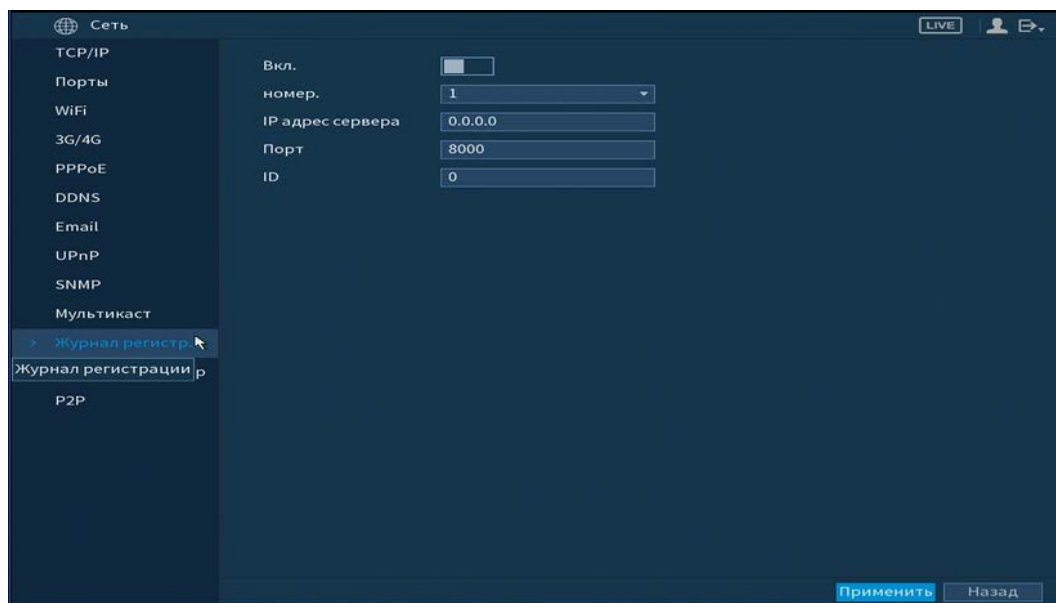 Сеть
LIVE
TCP/IP
Порты
WiFi
3G/4G
PPPoE
DDNS
Email
UPnP
SNMP
Мультикаст
Журнал регистр.
Журнал регистрации
р
P2P
Вкл.
номер.
1
IP адрес сервера
0.0.0.0
Порт
8000
ID
0
Применить
Назад